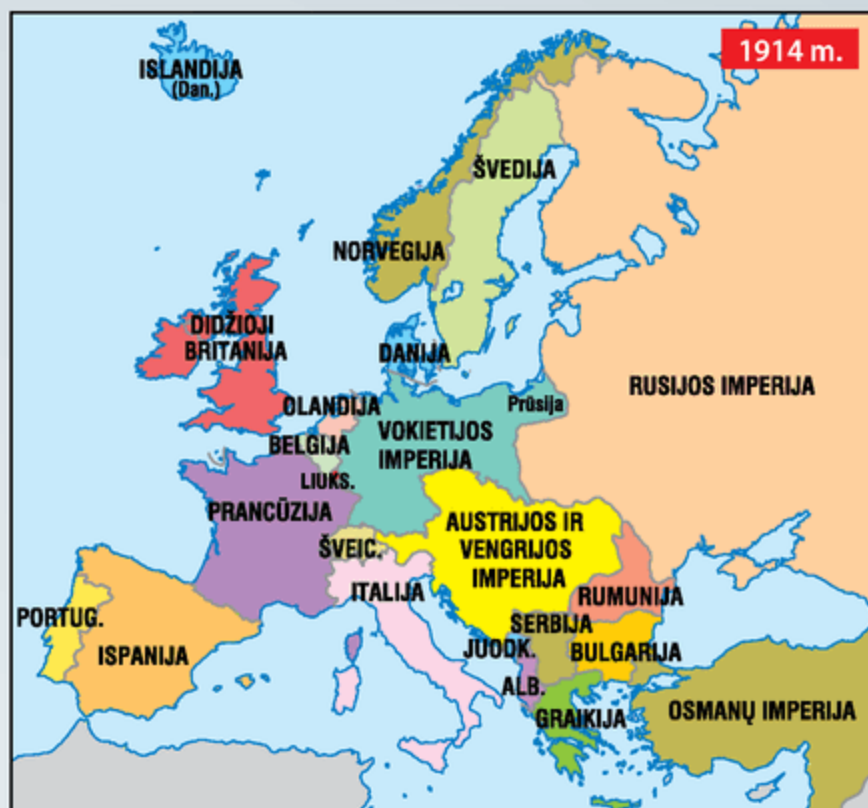 1914 m.
ISLANDIJA
(Dan.)
ŠVEDIJA
NORVEGIJA
DIDŽIOJI
BRITANIJA
DANIJA
RUSIJOS IMPERIJA
OLANDIJA
Prūsija
VOKIETIJOS
IMPERIJA
BELGIJA
LIUKS.
PRANCŪZIJA
AUSTRIJOS IR
VENGRIJOS
IMPERIJA
ŠVEIC.
ITALIJA
RUMUNIJA
PORTUG.
SERBIJA
ISPANIJA
JUODK.
BULGARIJA
ALB.
GRAIKIJA
OSMANŲ IMPERIJA